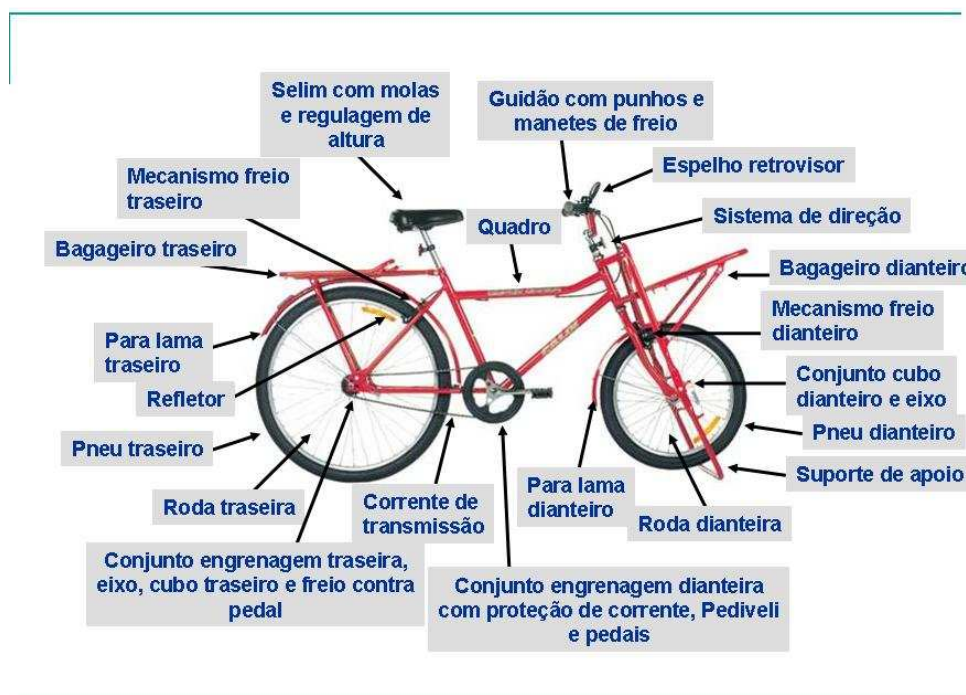 Selim com molas
e regulagem de
altura
Guidão com punhos e
manetes de freio
Espelho retrovisor
Mecanismo freio
traseiro
Sistema de direção
Quadro
Bagageiro traseiro
Bagageiro dianteiro
Mecanismo freio
dianteiro
Para lama
traseiro
Conjunto cubo
dianteiro e eixo
Refletor
Pneu dianteiro
Pneu traseiro
Suporte de apoio
Para lama
dianteiro
Roda traseira
Corrente de
transmissão
Roda dianteira
Conjunto engrenagem traseira,
eixo, cubo traseiro e freio contra
pedal
Conjunto engrenagem dianteira
com proteção de corrente, Pediveli
e pedais